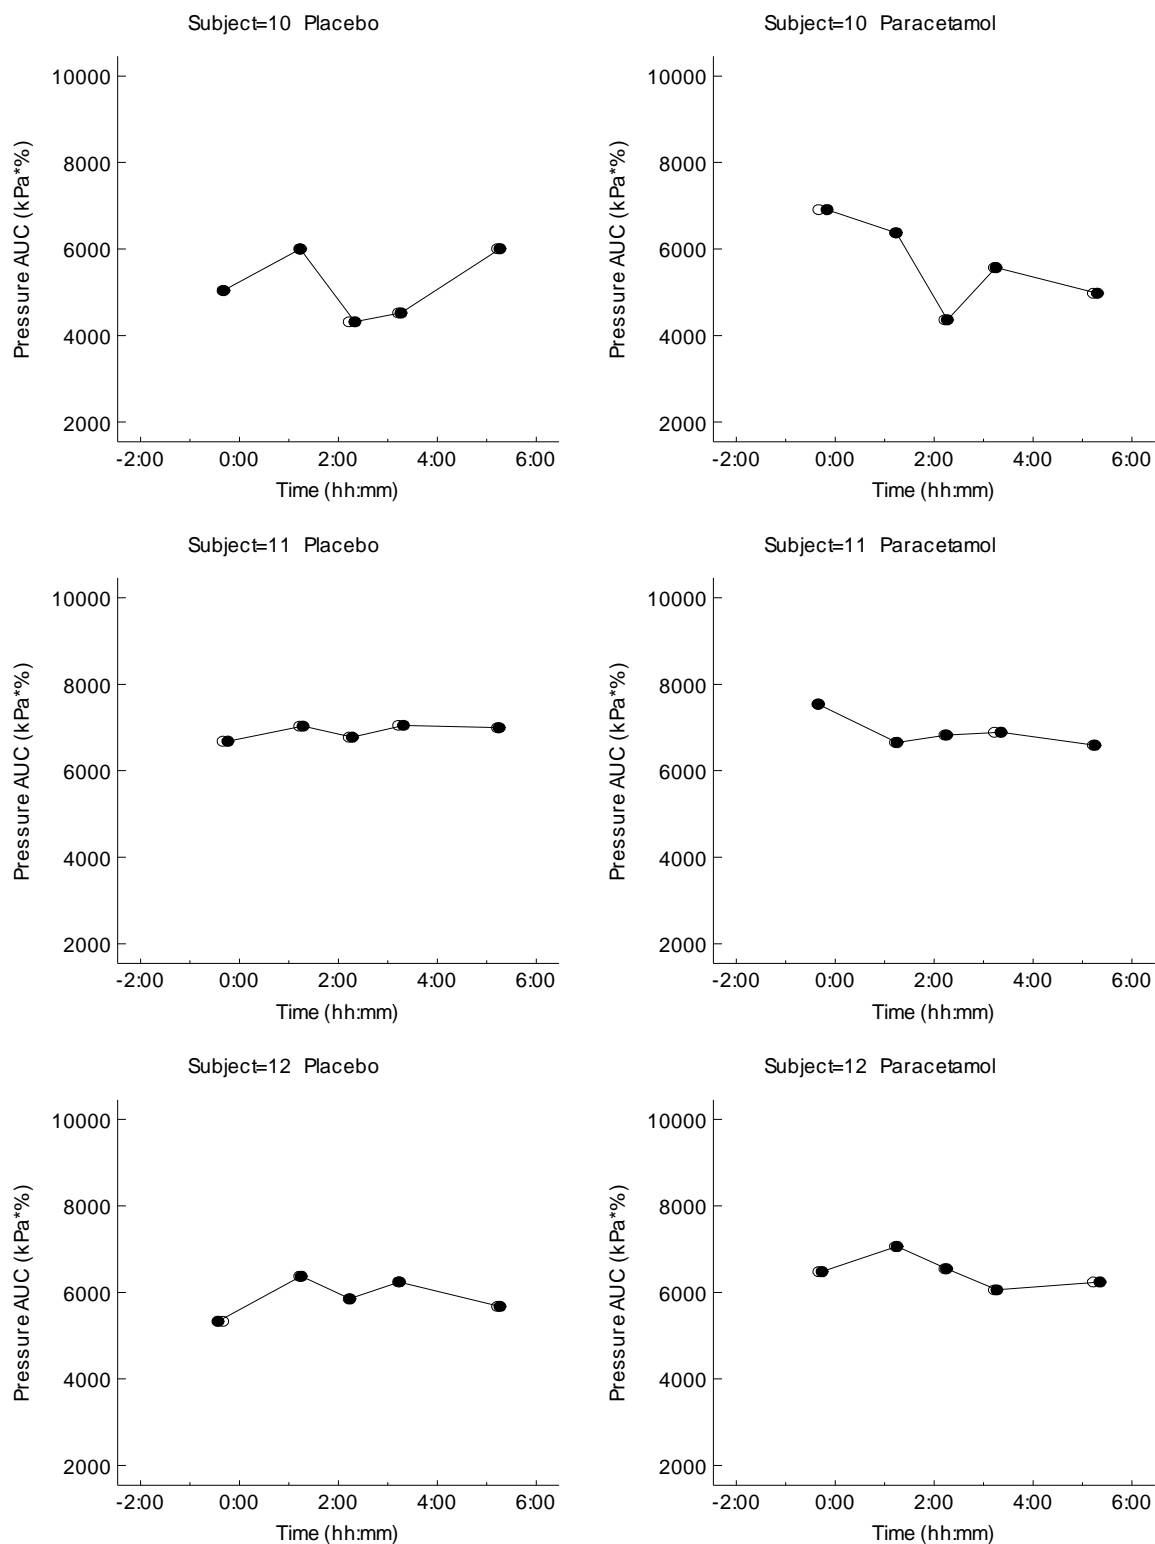 Subject=10 Placebo
10000
8000
6000
4000
2000
Pressure AUC (kPa*%)
-2:00 0:00 2:00 4:00 6:00
Time (hh:mm)
Subject=10 Paracetamol
10000
8000
6000
4000
2000
Pressure AUC (kPa*%)
-2:00 0:00 2:00 4:00 6:00
Time (hh:mm)
Subject=11 Placebo
10000
8000
6000
4000
2000
Pressure AUC (kPa*%)
-2:00 0:00 2:00 4:00 6:00
Time (hh:mm)
Subject=11 Paracetamol
10000
8000
6000
4000
2000
Pressure AUC (kPa*%)
-2:00 0:00 2:00 4:00 6:00
Time (hh:mm)
Subject=12 Placebo
10000
8000
6000
4000
2000
Pressure AUC (kPa*%)
-2:00 0:00 2:00 4:00 6:00
Time (hh:mm)
Subject=12 Paracetamol
10000
8000
6000
4000
2000
Pressure AUC (kPa*%)
-2:00 0:00 2:00 4:00 6:00
Time (hh:mm)